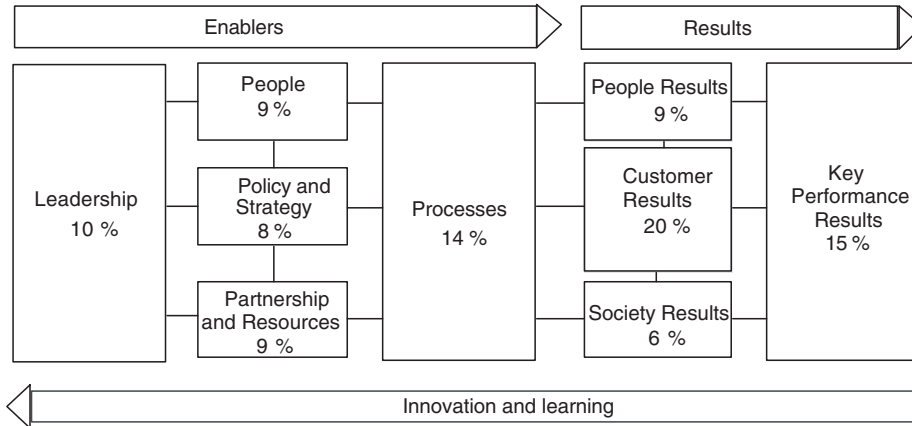 Enablers
Results
Leadership
10 %
People
9 %
Policy and
Strategy
8 %
Partnership
and Resources
9 %
Processes
14 %
People Results
9 %
Customer
Results
20 %
Society Results
6 %
Key
Performance
Results
15 %
Innovation and learning